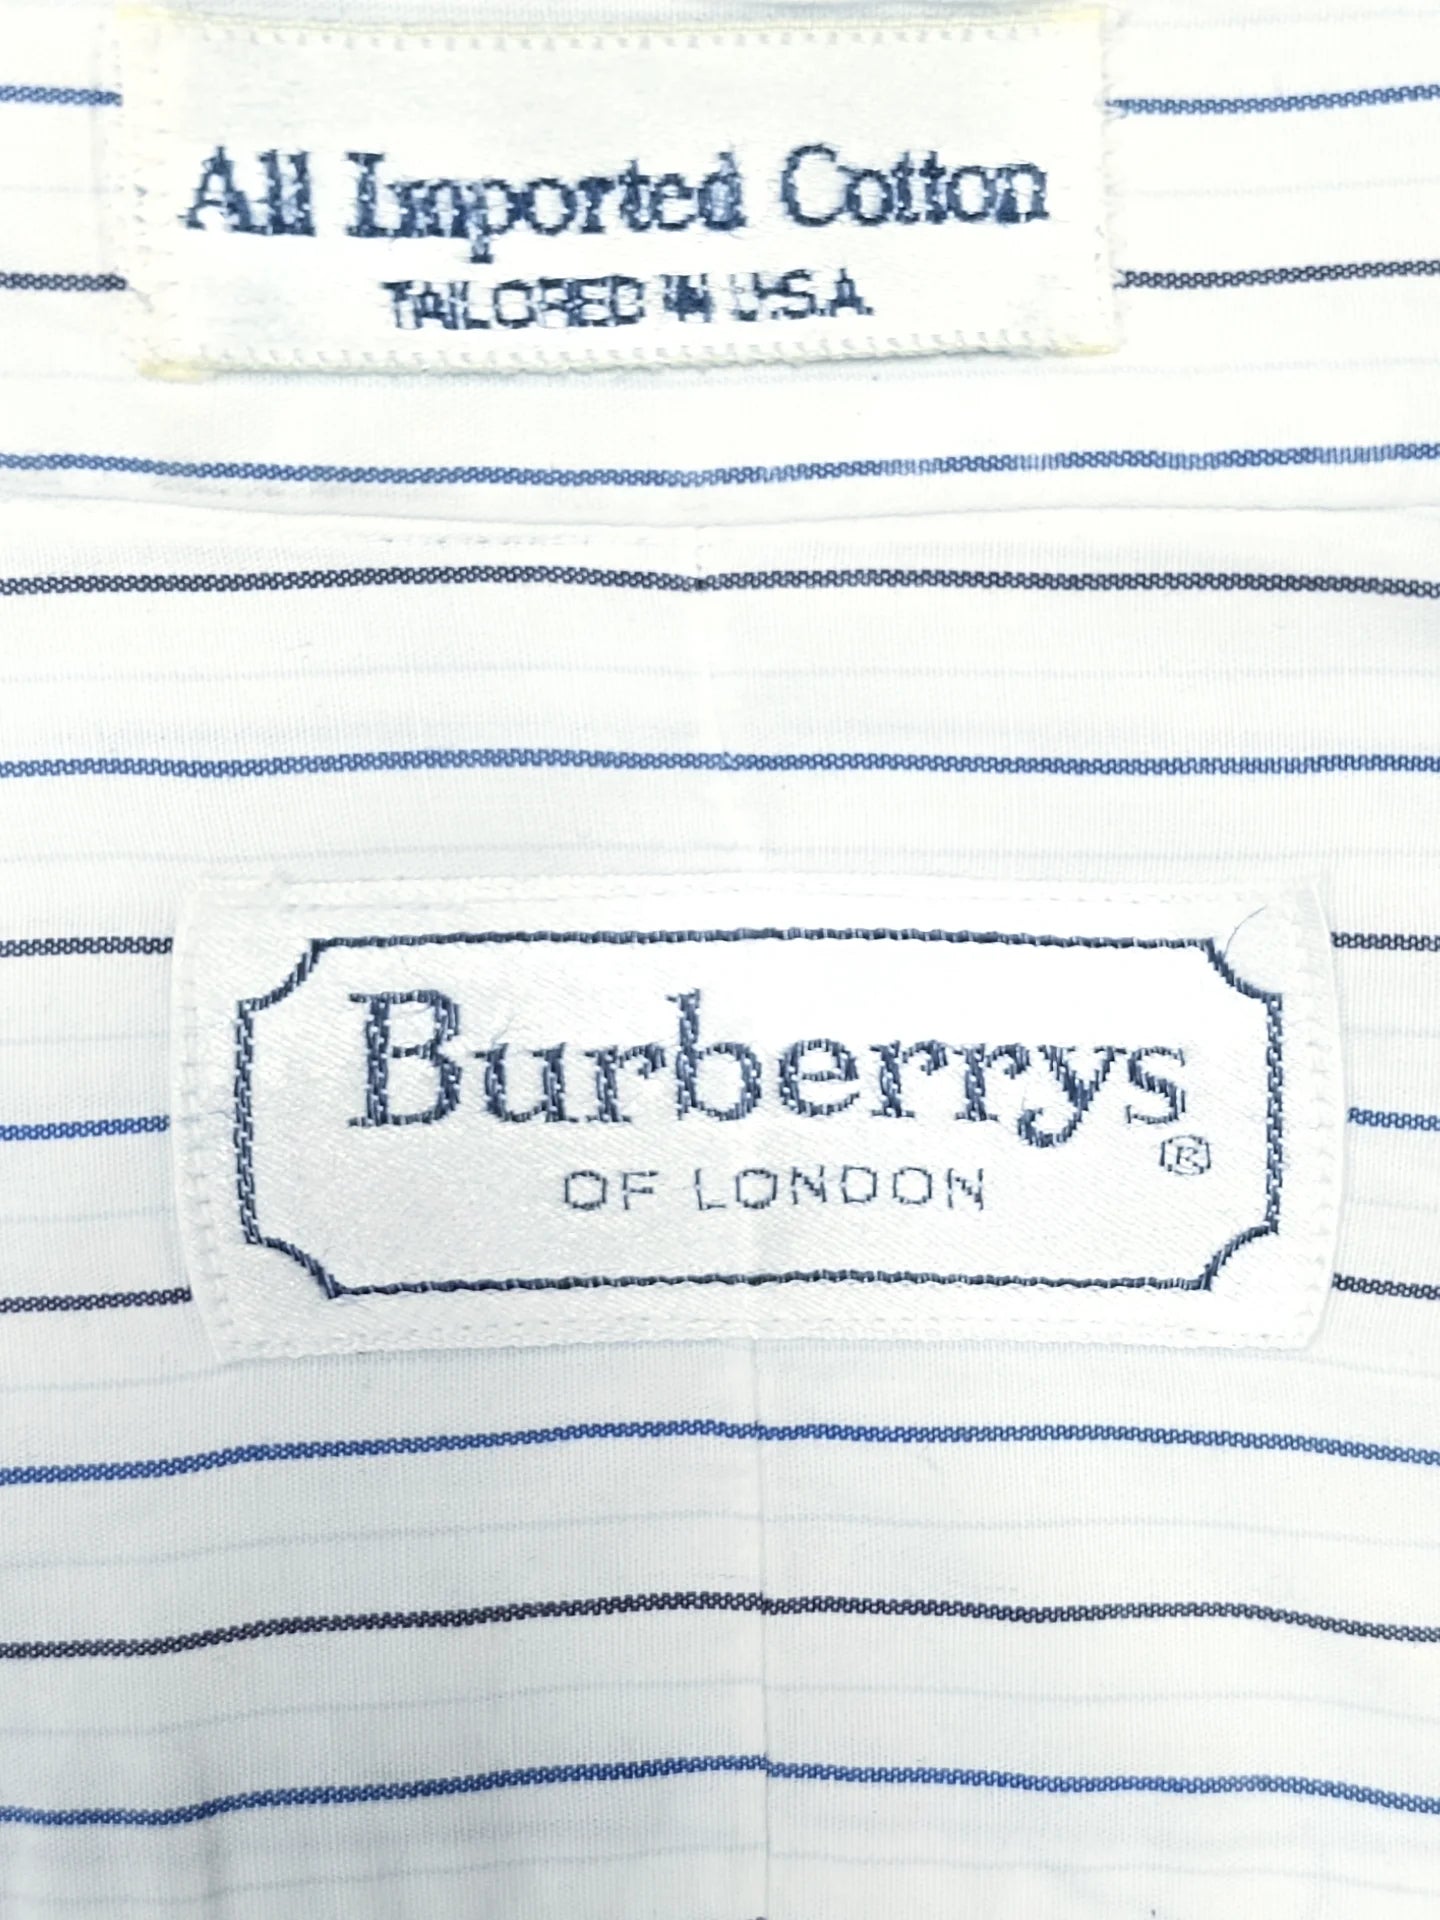 All Imported Cotton
TAILORED IN U.S.A.
Burberrys
®
OF LONDON